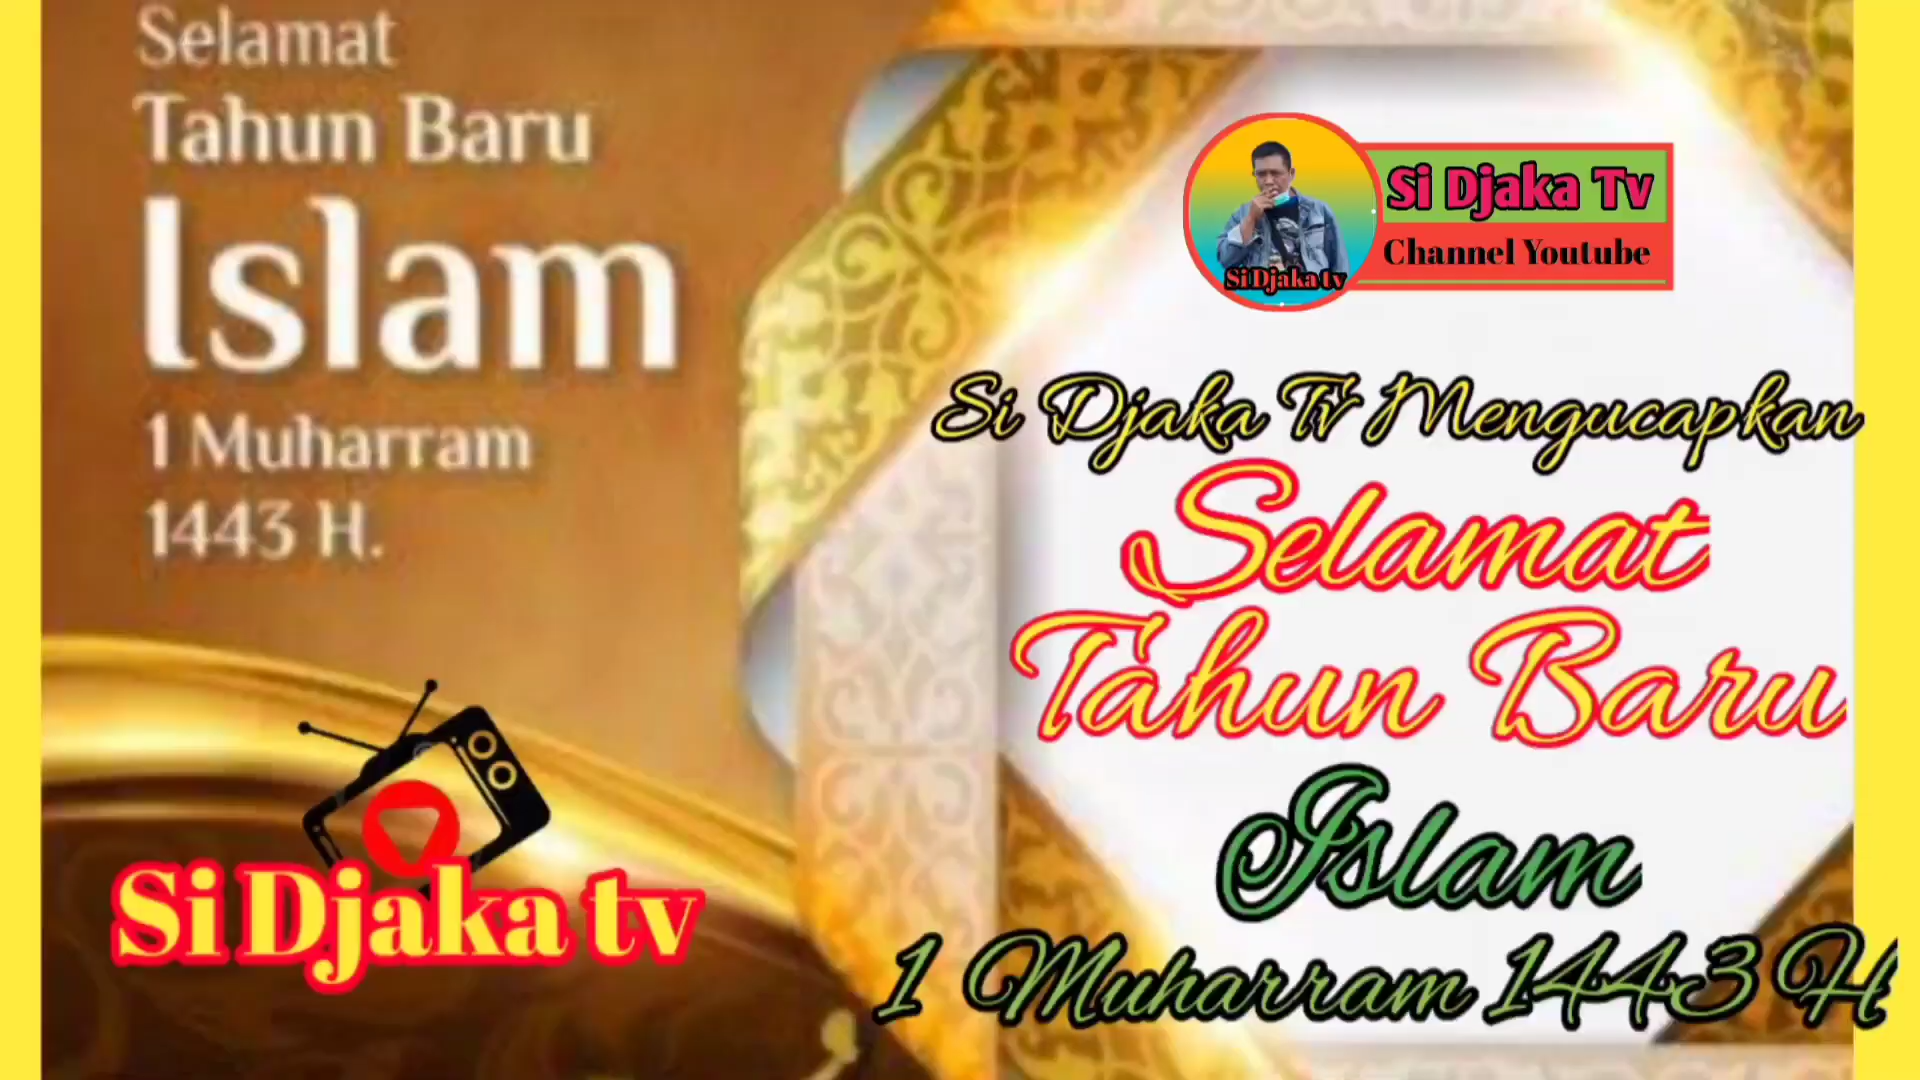 Selamat
Tahun Baru
Islam
1 Muharram
1443 H.
Si Djaka tv
Si Djaka Tv
Channel Youtube
Si Djaka tv
Si Djaka Tv Mengucapkan
Selamat
Tahun Baru
Islam
1 Muharram 1443 H